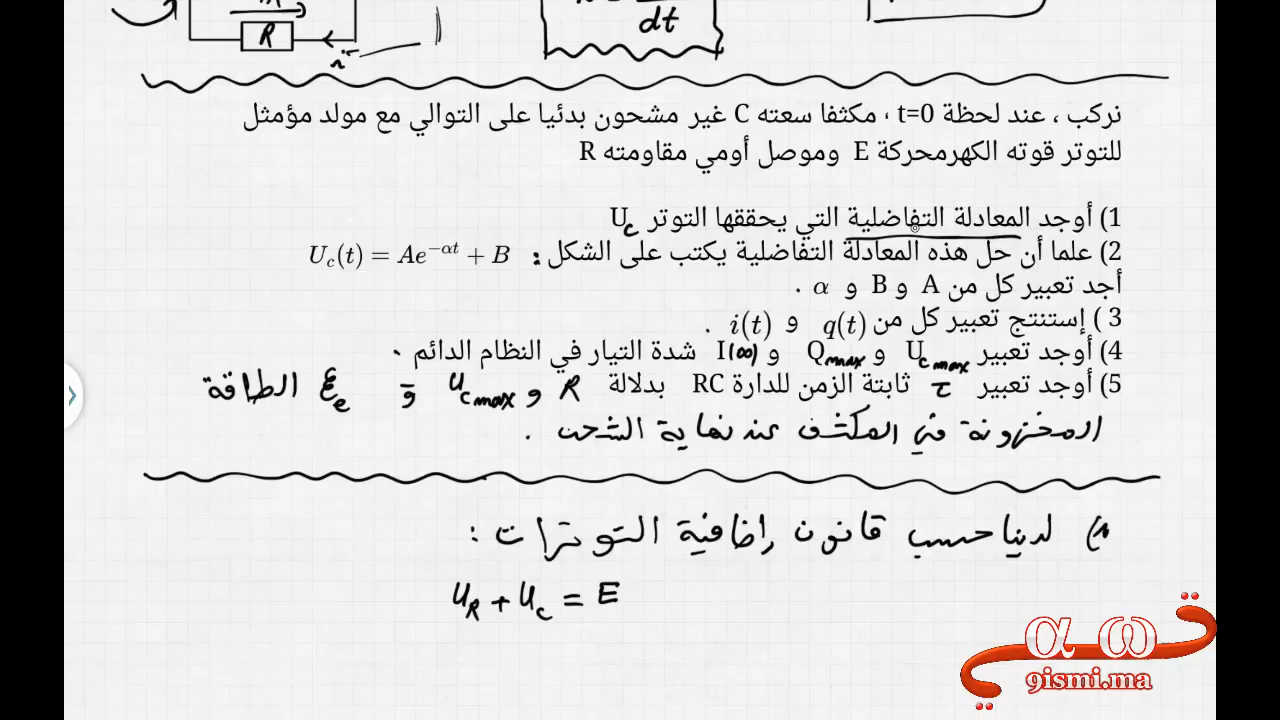 R
i
dt
نركب ، عند لحظة t=0 ، مكثفا سعته C غير مشحون بدئيا على التوالي مع مولد مؤمثل
للتوتر قوته الكهرمحركة E وموصل أومي مقاومته R
1) أوجد المعادلة التفاضلية التي يحققها التوتر Uc
2) علما أن حل هذه المعادلة التفاضلية يكتب على الشكل : Uc(t) = Ae^{-αt} + B
أجد تعبير كل من A و B و α .
3 ) إستنتج تعبير كل من q(t) و i(t) .
4) أوجد تعبير Ucmax و Qmax و I(∞) شدة التيار في النظام الدائم .
5) أوجد تعبير τ ثابتة الزمن للدارة RC بدلالة R و ucmax و ξe الطاقة
المخزونة في المكثف عند نهاية الشحن .
1) لدينا حسب قانون إضافية التوترات :
uR + uc = E
α ω
9ismi.ma